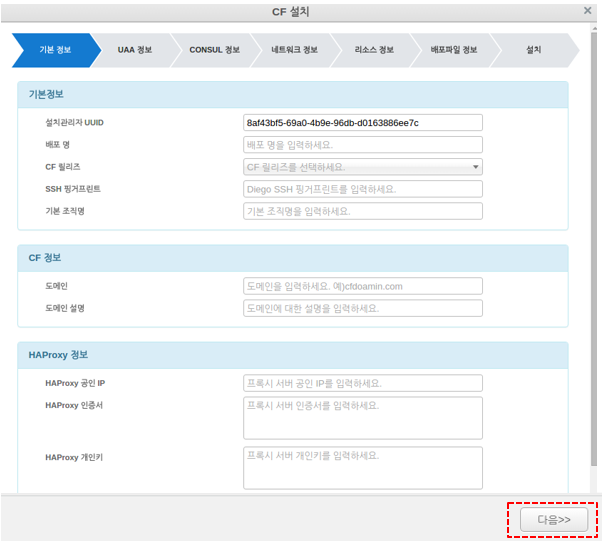 CF 설치
×
기본 정보
UAA 정보
CONSUL 정보
네트워크 정보
리소스 정보
배포파일 정보
설치
기본정보
설치관리자 UUID
8af43bf5-69a0-4b9e-96db-d0163886ee7c
배포 명
배포 명을 입력하세요.
CF 릴리즈
CF 릴리즈를 선택하세요.
SSH 핑거프린트
Diego SSH 핑거프린트를 입력하세요.
기본 조직명
기본 조직명을 입력하세요.
CF 정보
도메인
도메인을 입력하세요. 예)cfdoamin.com
도메인 설명
도메인에 대한 설명을 입력하세요.
HAProxy 정보
HAProxy 공인 IP
프록시 서버 공인 IP를 입력하세요.
HAProxy 인증서
프록시 서버 인증서를 입력하세요.
HAProxy 개인키
프록시 서버 개인키를 입력하세요.
다음>>